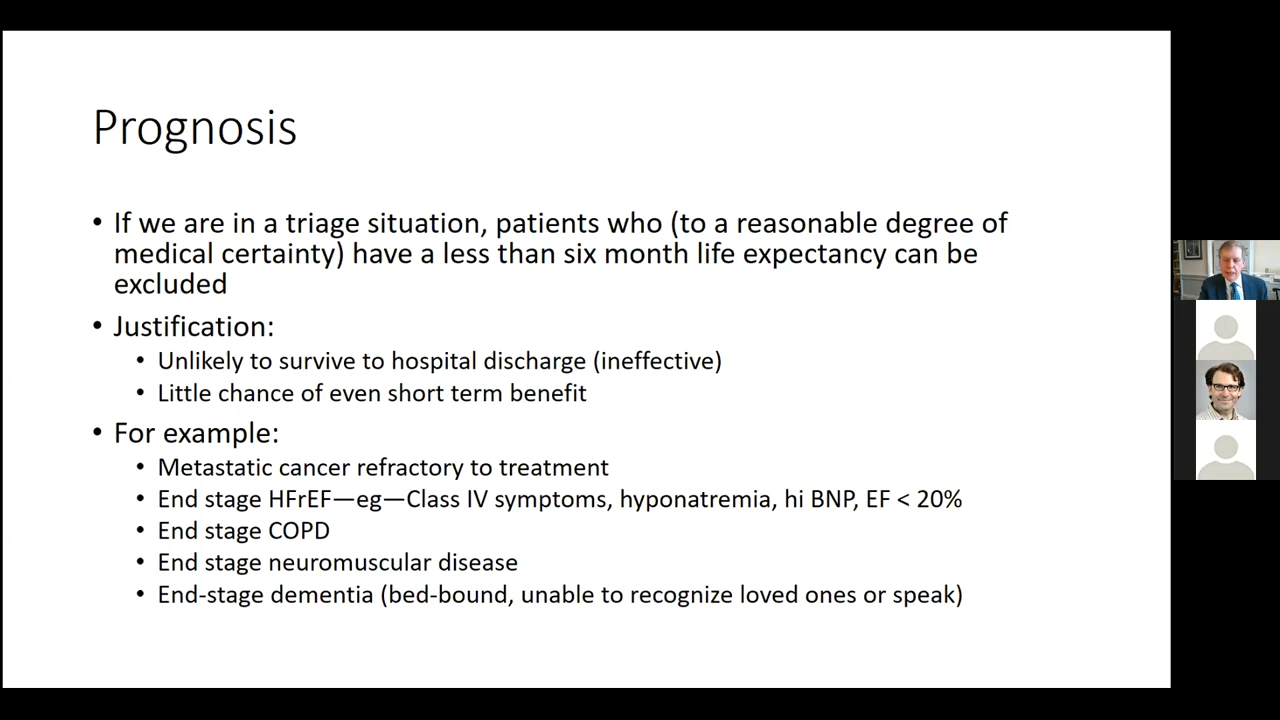 Prognosis
• If we are in a triage situation, patients who (to a reasonable degree of
medical certainty) have a less than six month life expectancy can be
excluded
• Justification:
• Unlikely to survive to hospital discharge (ineffective)
• Little chance of even short term benefit
• For example:
• Metastatic cancer refractory to treatment
• End stage HFrEF—eg—Class IV symptoms, hyponatremia, hi BNP, EF < 20%
• End stage COPD
• End stage neuromuscular disease
• End-stage dementia (bed-bound, unable to recognize loved ones or speak)